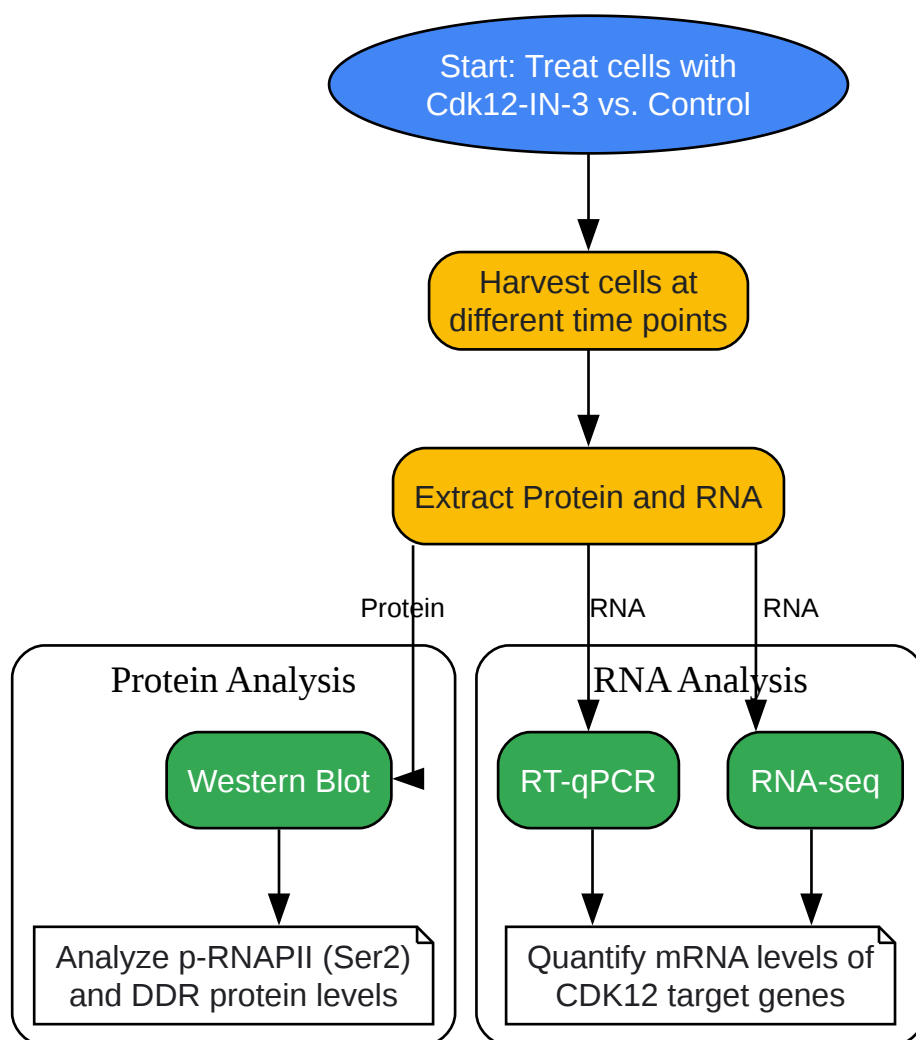 Start: Treat cells with
Cdk12-IN-3 vs. Control
Harvest cells at
different time points
Extract Protein and RNA
Protein
RNA
RNA
Protein Analysis
RNA Analysis
Western Blot
RT-qPCR
RNA-seq
Analyze p-RNAPII (Ser2)
and DDR protein levels
Quantify mRNA levels of
CDK12 target genes